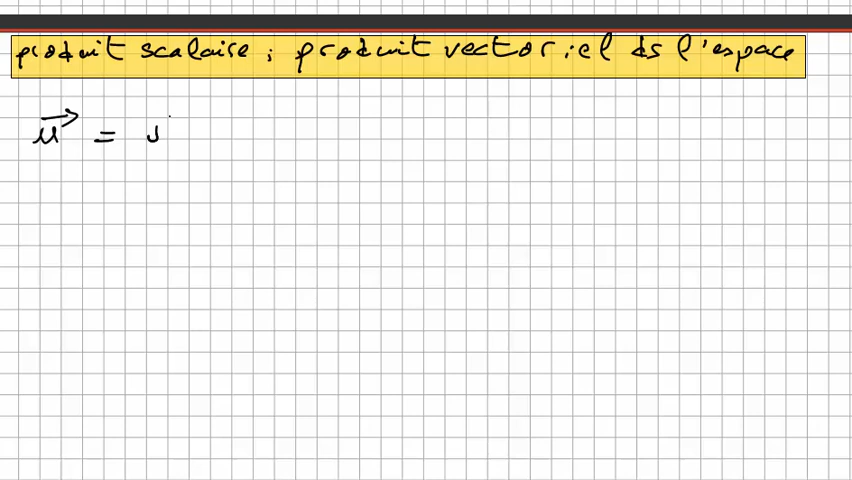 produit scalaire ; produit vectoriel ds l'espace
u⃗ = v